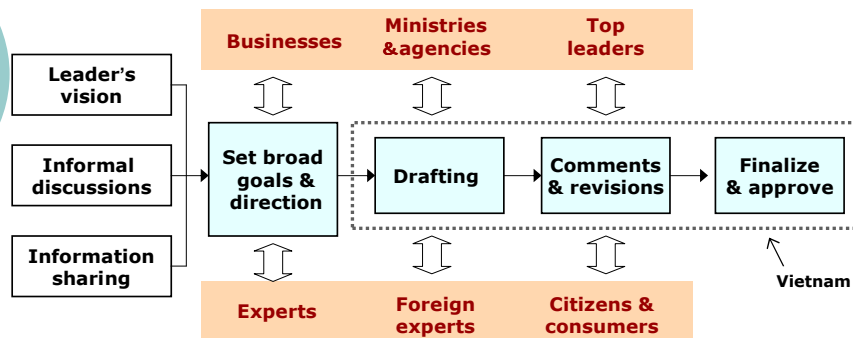 Businesses
Ministries
&agencies
Top
leaders
Leader’s
vision
Informal
discussions
Information
sharing
Set broad
goals &
direction
Drafting
Comments
& revisions
Finalize
& approve
Vietnam
Experts
Foreign
experts
Citizens &
consumers